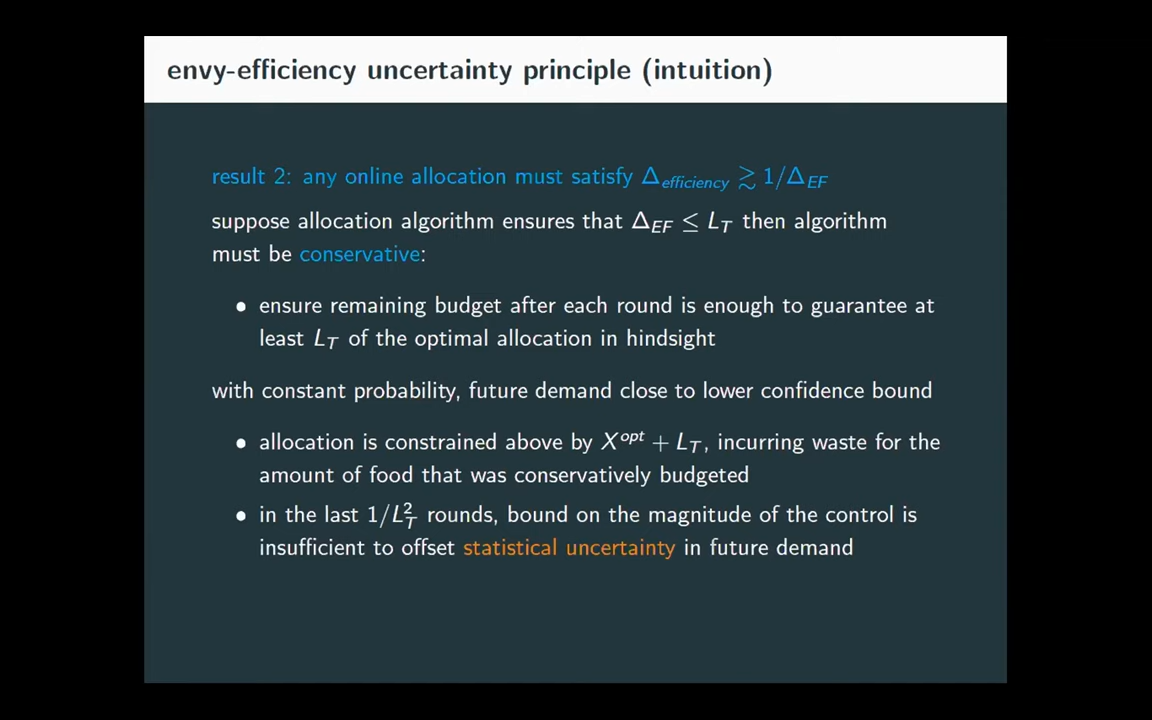 envy-efficiency uncertainty principle (intuition)
result 2: any online allocation must satisfy Δ_efficiency ≳ 1/Δ_EF
suppose allocation algorithm ensures that Δ_EF ≤ L_T then algorithm
must be conservative:
• ensure remaining budget after each round is enough to guarantee at
least L_T of the optimal allocation in hindsight
with constant probability, future demand close to lower confidence bound
• allocation is constrained above by X^opt + L_T, incurring waste for the
amount of food that was conservatively budgeted
• in the last 1/L_T^2 rounds, bound on the magnitude of the control is
insufficient to offset statistical uncertainty in future demand